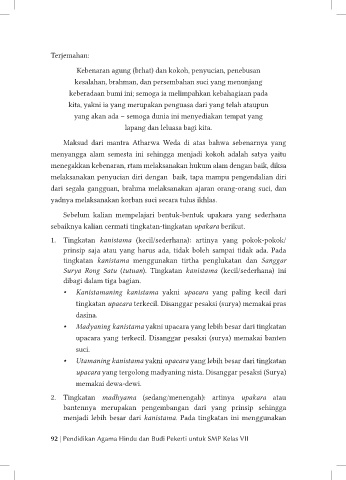 Terjemahan:
Kebenaran agung (brhat) dan kokoh, penyucian, penebusan
kesalahan, brahman, dan persembahan suci yang menunjang
keberadaan bumi ini; semoga ia melimpahkan kebahagiaan pada
kita, yakni ia yang merupakan penguasa dari yang telah ataupun
yang akan ada – semoga dunia ini menyediakan tempat yang
lapang dan leluasa bagi kita.
Maksud dari mantra Atharwa Weda di atas bahwa sebenarnya yang
menyangga alam semesta ini sehingga menjadi kokoh adalah satya yaitu
menegakkan kebenaran, rtam melaksanakan hukum alam dengan baik, diksa
melaksanakan penyucian diri dengan baik, tapa mampu pengendalian diri
dari segala gangguan, brahma melaksanakan ajaran orang-orang suci, dan
yadnya melaksanakan korban suci secara tulus ikhlas.
Sebelum kalian mempelajari bentuk-bentuk upakara yang sederhana
sebaiknya kalian cermati tingkatan-tingkatan upakara berikut.
1. Tingkatan kanistama (kecil/sederhana): artinya yang pokok-pokok/
prinsip saja atau yang harus ada, tidak boleh sampai tidak ada. Pada
tingkatan kanistama menggunakan tirtha penglukatan dan Sanggar
Surya Rong Satu (tutuan). Tingkatan kanistama (kecil/sederhana) ini
dibagi dalam tiga bagian.
• Kanistamaning kanistama yakni upacara yang paling kecil dari
tingkatan upacara terkecil. Disanggar pesaksi (surya) memakai pras
daksina.
• Madyaning kanistama yakni upacara yang lebih besar dari tingkatan
upacara yang terkecil. Disanggar pesaksi (surya) memakai banten
suci.
• Utamaning kanistama yakni upacara yang lebih besar dari tingkatan
upacara yang tergolong madyaning nista. Disanggar pesaksi (Surya)
memakai dewa-dewi.
2. Tingkatan madhyama (sedang/menengah): artinya upakara atau
bantennya merupakan pengembangan dari yang prinsip sehingga
menjadi lebih besar dari kanistama. Pada tingkatan ini menggunakan
92 | Pendidikan Agama Hindu dan Budi Pekerti untuk SMP Kelas VII